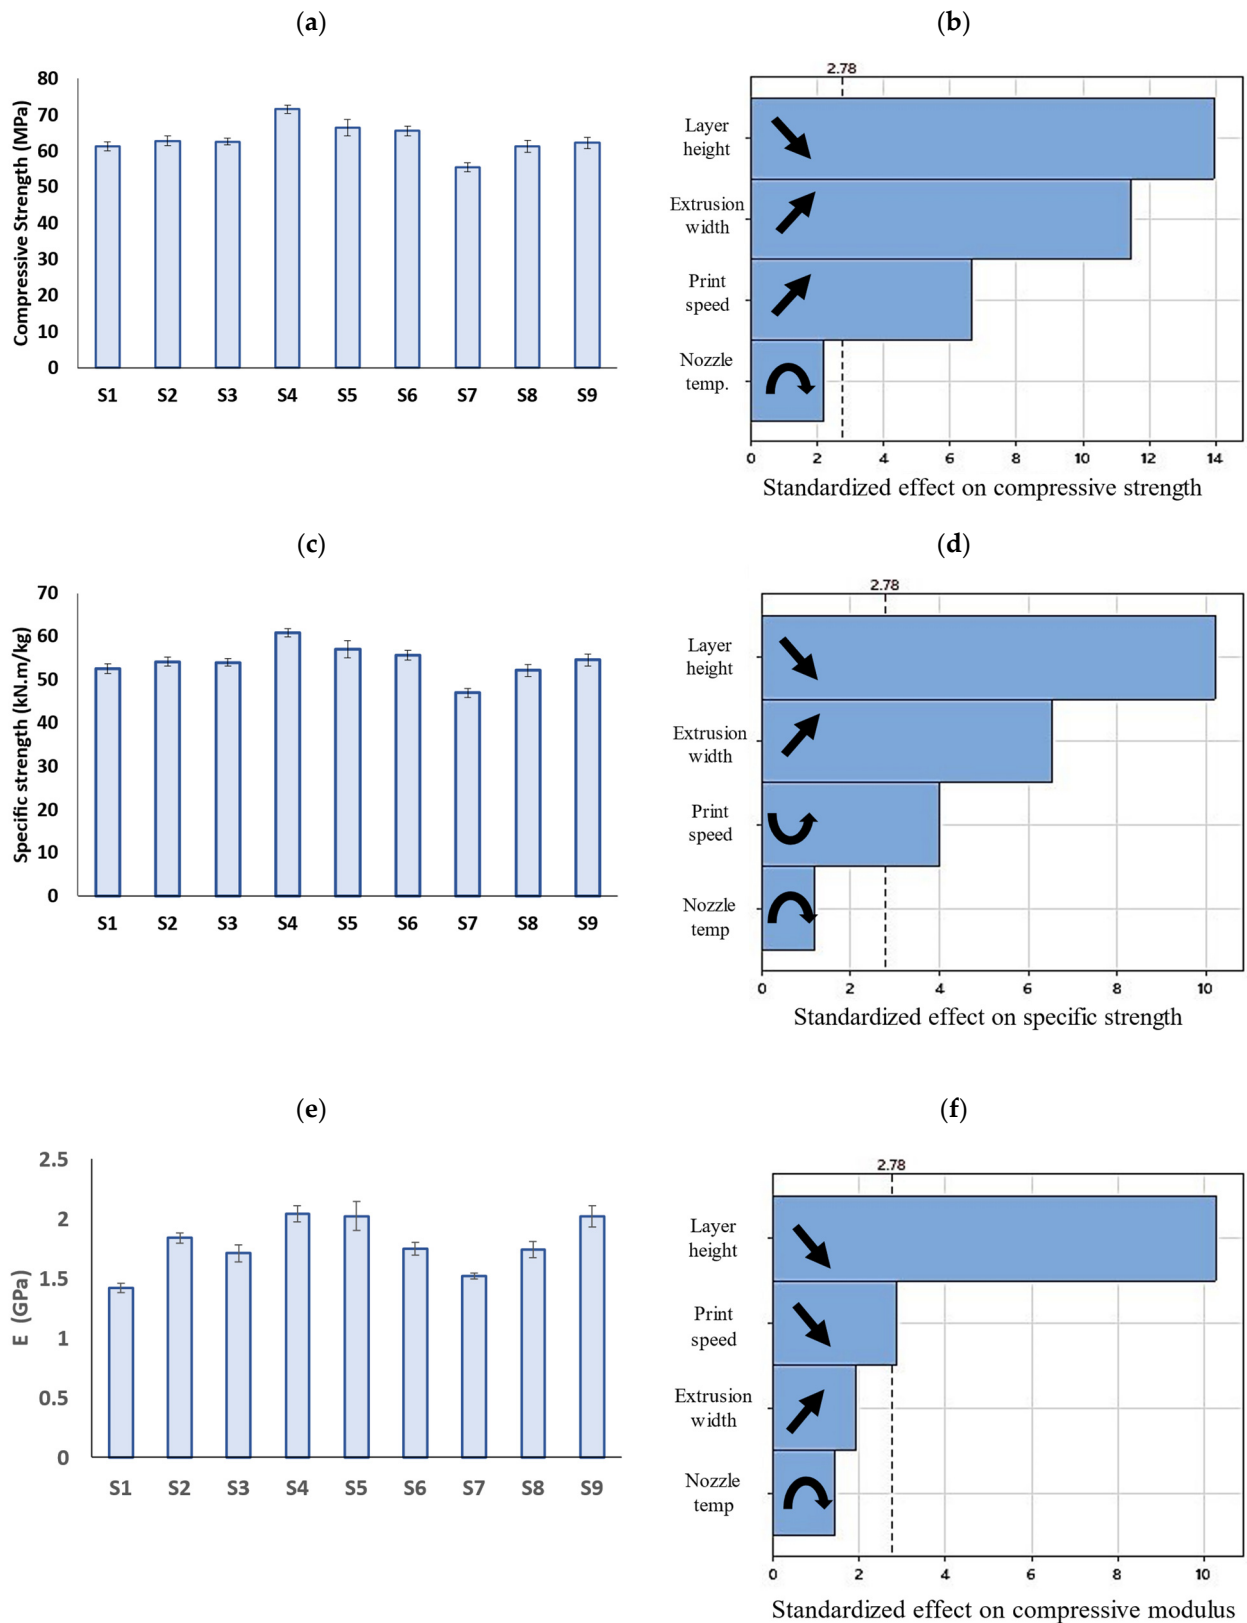 (a)
Compressive Strength (MPa)
80
70
60
50
40
30
20
10
0
S1 S2 S3 S4 S5 S6 S7 S8 S9
(b)
2.78
Layer
height
Extrusion
width
Print
speed
Nozzle
temp.
0 2 4 6 8 10 12 14
Standardized effect on compressive strength
(c)
Specific strength (kN.m/kg)
70
60
50
40
30
20
10
0
S1 S2 S3 S4 S5 S6 S7 S8 S9
(d)
2.78
Layer
height
Extrusion
width
Print
speed
Nozzle
temp
0 2 4 6 8 10
Standardized effect on specific strength
(e)
E (GPa)
2.5
2
1.5
1
0.5
0
S1 S2 S3 S4 S5 S6 S7 S8 S9
(f)
2.78
Layer
height
Print
speed
Extrusion
width
Nozzle
temp
0 2 4 6 8 10
Standardized effect on compressive modulus